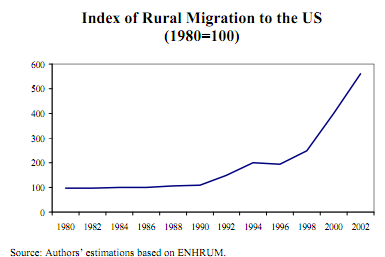 Index of Rural Migration to the US
(1980=100)
600
500
400
300
200
100
0
1980 1982 1984 1986 1988 1990 1992 1994 1996 1998 2000 2002
Source: Authors' estimations based on ENHRUM.